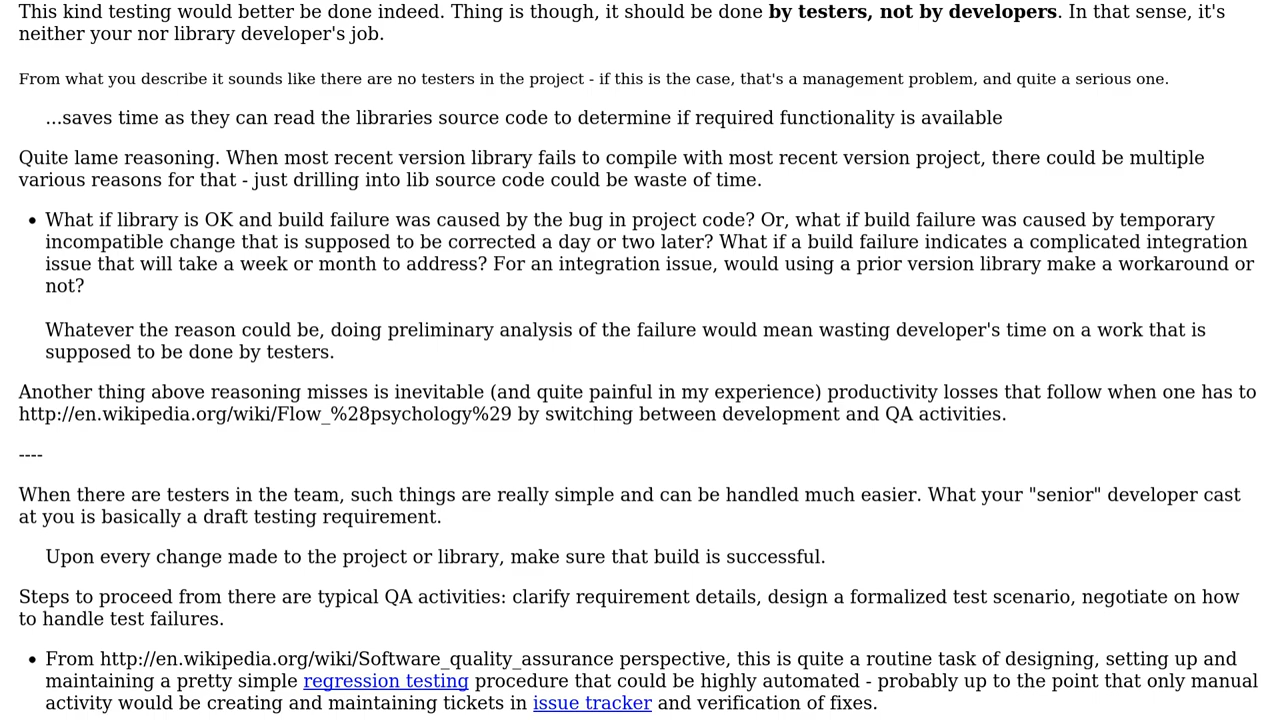 This kind testing would better be done indeed. Thing is though, it should be done by testers, not by developers. In that sense, it's
neither your nor library developer's job.
From what you describe it sounds like there are no testers in the project - if this is the case, that's a management problem, and quite a serious one.
...saves time as they can read the libraries source code to determine if required functionality is available
Quite lame reasoning. When most recent version library fails to compile with most recent version project, there could be multiple
various reasons for that - just drilling into lib source code could be waste of time.
• What if library is OK and build failure was caused by the bug in project code? Or, what if build failure was caused by temporary
incompatible change that is supposed to be corrected a day or two later? What if a build failure indicates a complicated integration
issue that will take a week or month to address? For an integration issue, would using a prior version library make a workaround or
not?
Whatever the reason could be, doing preliminary analysis of the failure would mean wasting developer's time on a work that is
supposed to be done by testers.
Another thing above reasoning misses is inevitable (and quite painful in my experience) productivity losses that follow when one has to
http://en.wikipedia.org/wiki/Flow_%28psychology%29 by switching between development and QA activities.
----
When there are testers in the team, such things are really simple and can be handled much easier. What your "senior" developer cast
at you is basically a draft testing requirement.
Upon every change made to the project or library, make sure that build is successful.
Steps to proceed from there are typical QA activities: clarify requirement details, design a formalized test scenario, negotiate on how
to handle test failures.
• From http://en.wikipedia.org/wiki/Software_quality_assurance perspective, this is quite a routine task of designing, setting up and
maintaining a pretty simple regression testing procedure that could be highly automated - probably up to the point that only manual
activity would be creating and maintaining tickets in issue tracker and verification of fixes.